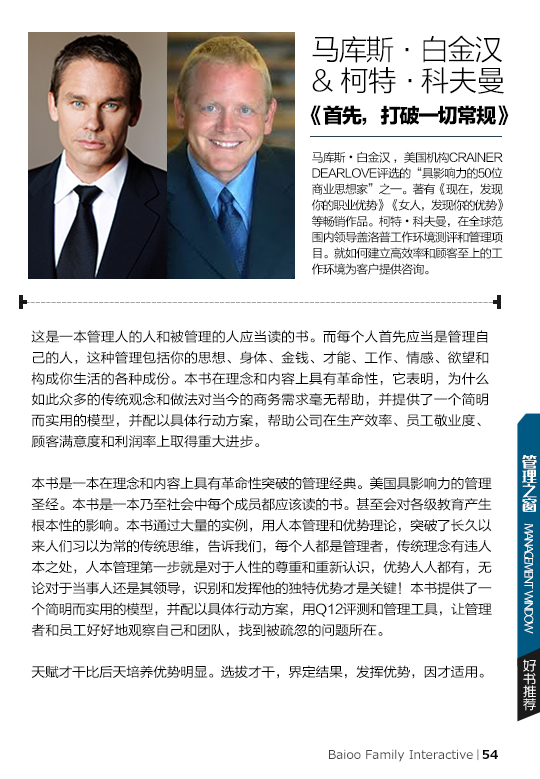 马库斯·白金汉
& 柯特·科夫曼
《首先，打破一切常规》
马库斯·白金汉，美国机构CRAINER
DEARLOVE评选的“具影响力的50位
商业思想家”之一。著有《现在，发现
你的职业优势》《女人，发现你的优势》
等畅销作品。柯特·科夫曼，在全球范
围内领导盖洛普工作环境测评和管理项
目。就如何建立高效率和顾客至上的工
作环境为客户提供咨询。
这是一本管理人的人和被管理的人应当读的书。而每个人首先应当是管理自
己的人，这种管理包括你的思想、身体、金钱、才能、工作、情感、欲望和
构成你生活的各种成份。本书在理念和内容上具有革命性，它表明，为什么
如此众多的传统观念和做法对当今的商务需求毫无帮助，并提供了一个简明
而实用的模型，并配以具体行动方案，帮助公司在生产效率、员工敬业度、
顾客满意度和利润率上取得重大进步。
本书是一本在理念和内容上具有革命性突破的管理经典。美国具影响力的管理
圣经。本书是一本乃至社会中每个成员都应该读的书。甚至会对各级教育产生
根本性的影响。本书通过大量的实例，用人本管理和优势理论，突破了长久以
来人们习以为常的传统思维，告诉我们，每个人都是管理者，传统理念有违人
本之处，人本管理第一步就是对于人性的尊重和重新认识，优势人人都有，无
论对于当事人还是其领导，识别和发挥他的独特优势才是关键！本书提供了一
个简明而实用的模型，并配以具体行动方案，用Q12评测和管理工具，让管理
者和员工好好地观察自己和团队，找到被疏忽的问题所在。
天赋才干比后天培养优势明显。选拔才干，界定结果，发挥优势，因才适用。
管理之窗 MANAGEMENT WINDOW
好书推荐
Baioo Family Interactive | 54